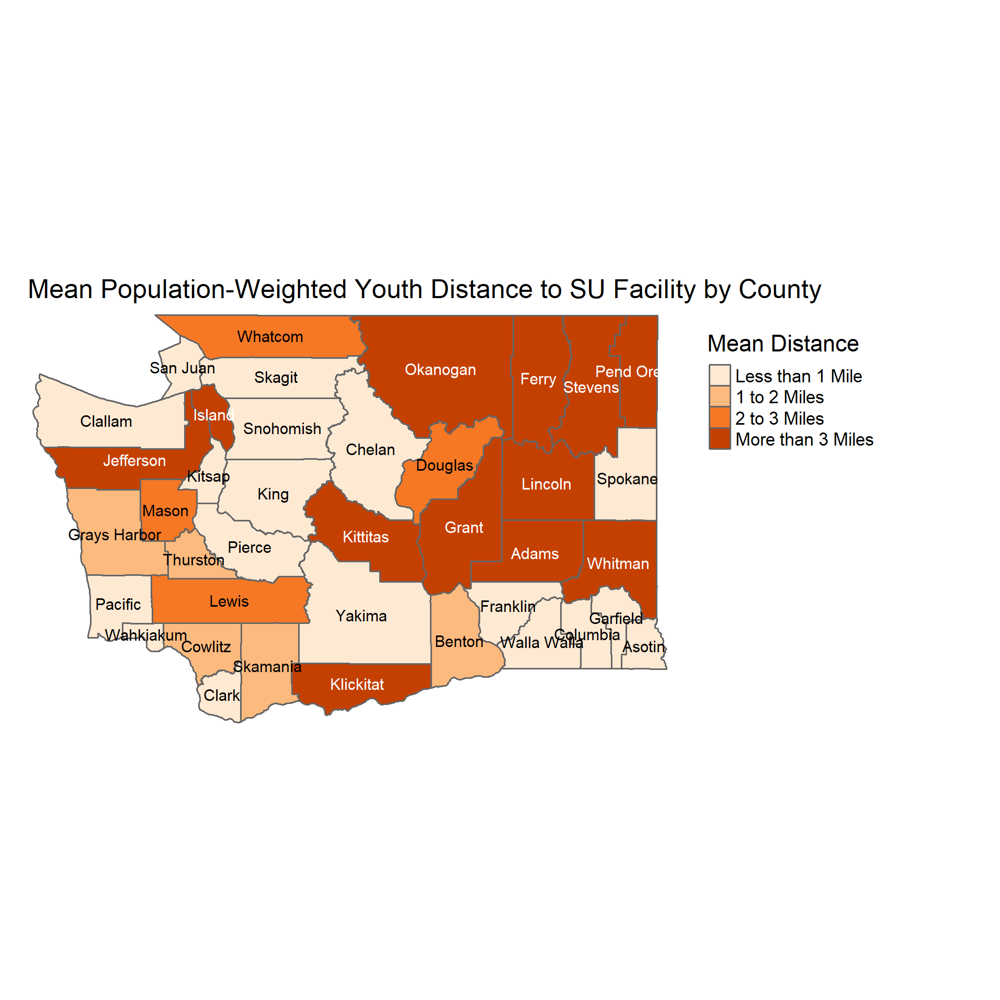 Mean Population-Weighted Youth Distance to SU Facility by County
Mean Distance
Less than 1 Mile
1 to 2 Miles
2 to 3 Miles
More than 3 Miles
Whatcom
San Juan
Skagit
Okanogan
Ferry
Stevens
Pend Ore
Clallam
Island
Snohomish
Chelan
Jefferson
Kitsap
King
Douglas
Lincoln
Spokane
Mason
Grays Harbor
Thurston
Pierce
Kittitas
Grant
Adams
Whitman
Pacific
Lewis
Yakima
Franklin
Garfield
Wahkiakum
Cowlitz
Benton
Walla Walla
Columbia
Asotin
Skamania
Klickitat
Clark